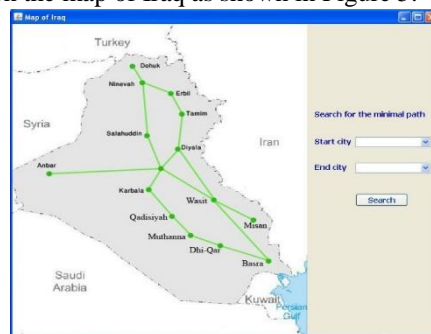 n the map of Iraq as shown in Figure 3.
Map of Iraq
Turkey
Dohuk
Ninevah
Erbil
Tamim
Syria
Salahuddin
Diyala
Iran
Anbar
Karbala
Wasit
Qadisiyah
Misan
Muthanna
Dhi-Qar
Basra
Saudi
Arabia
Kuwait
Persian
Gulf
Search for the minimal path
Start city
End city
Search